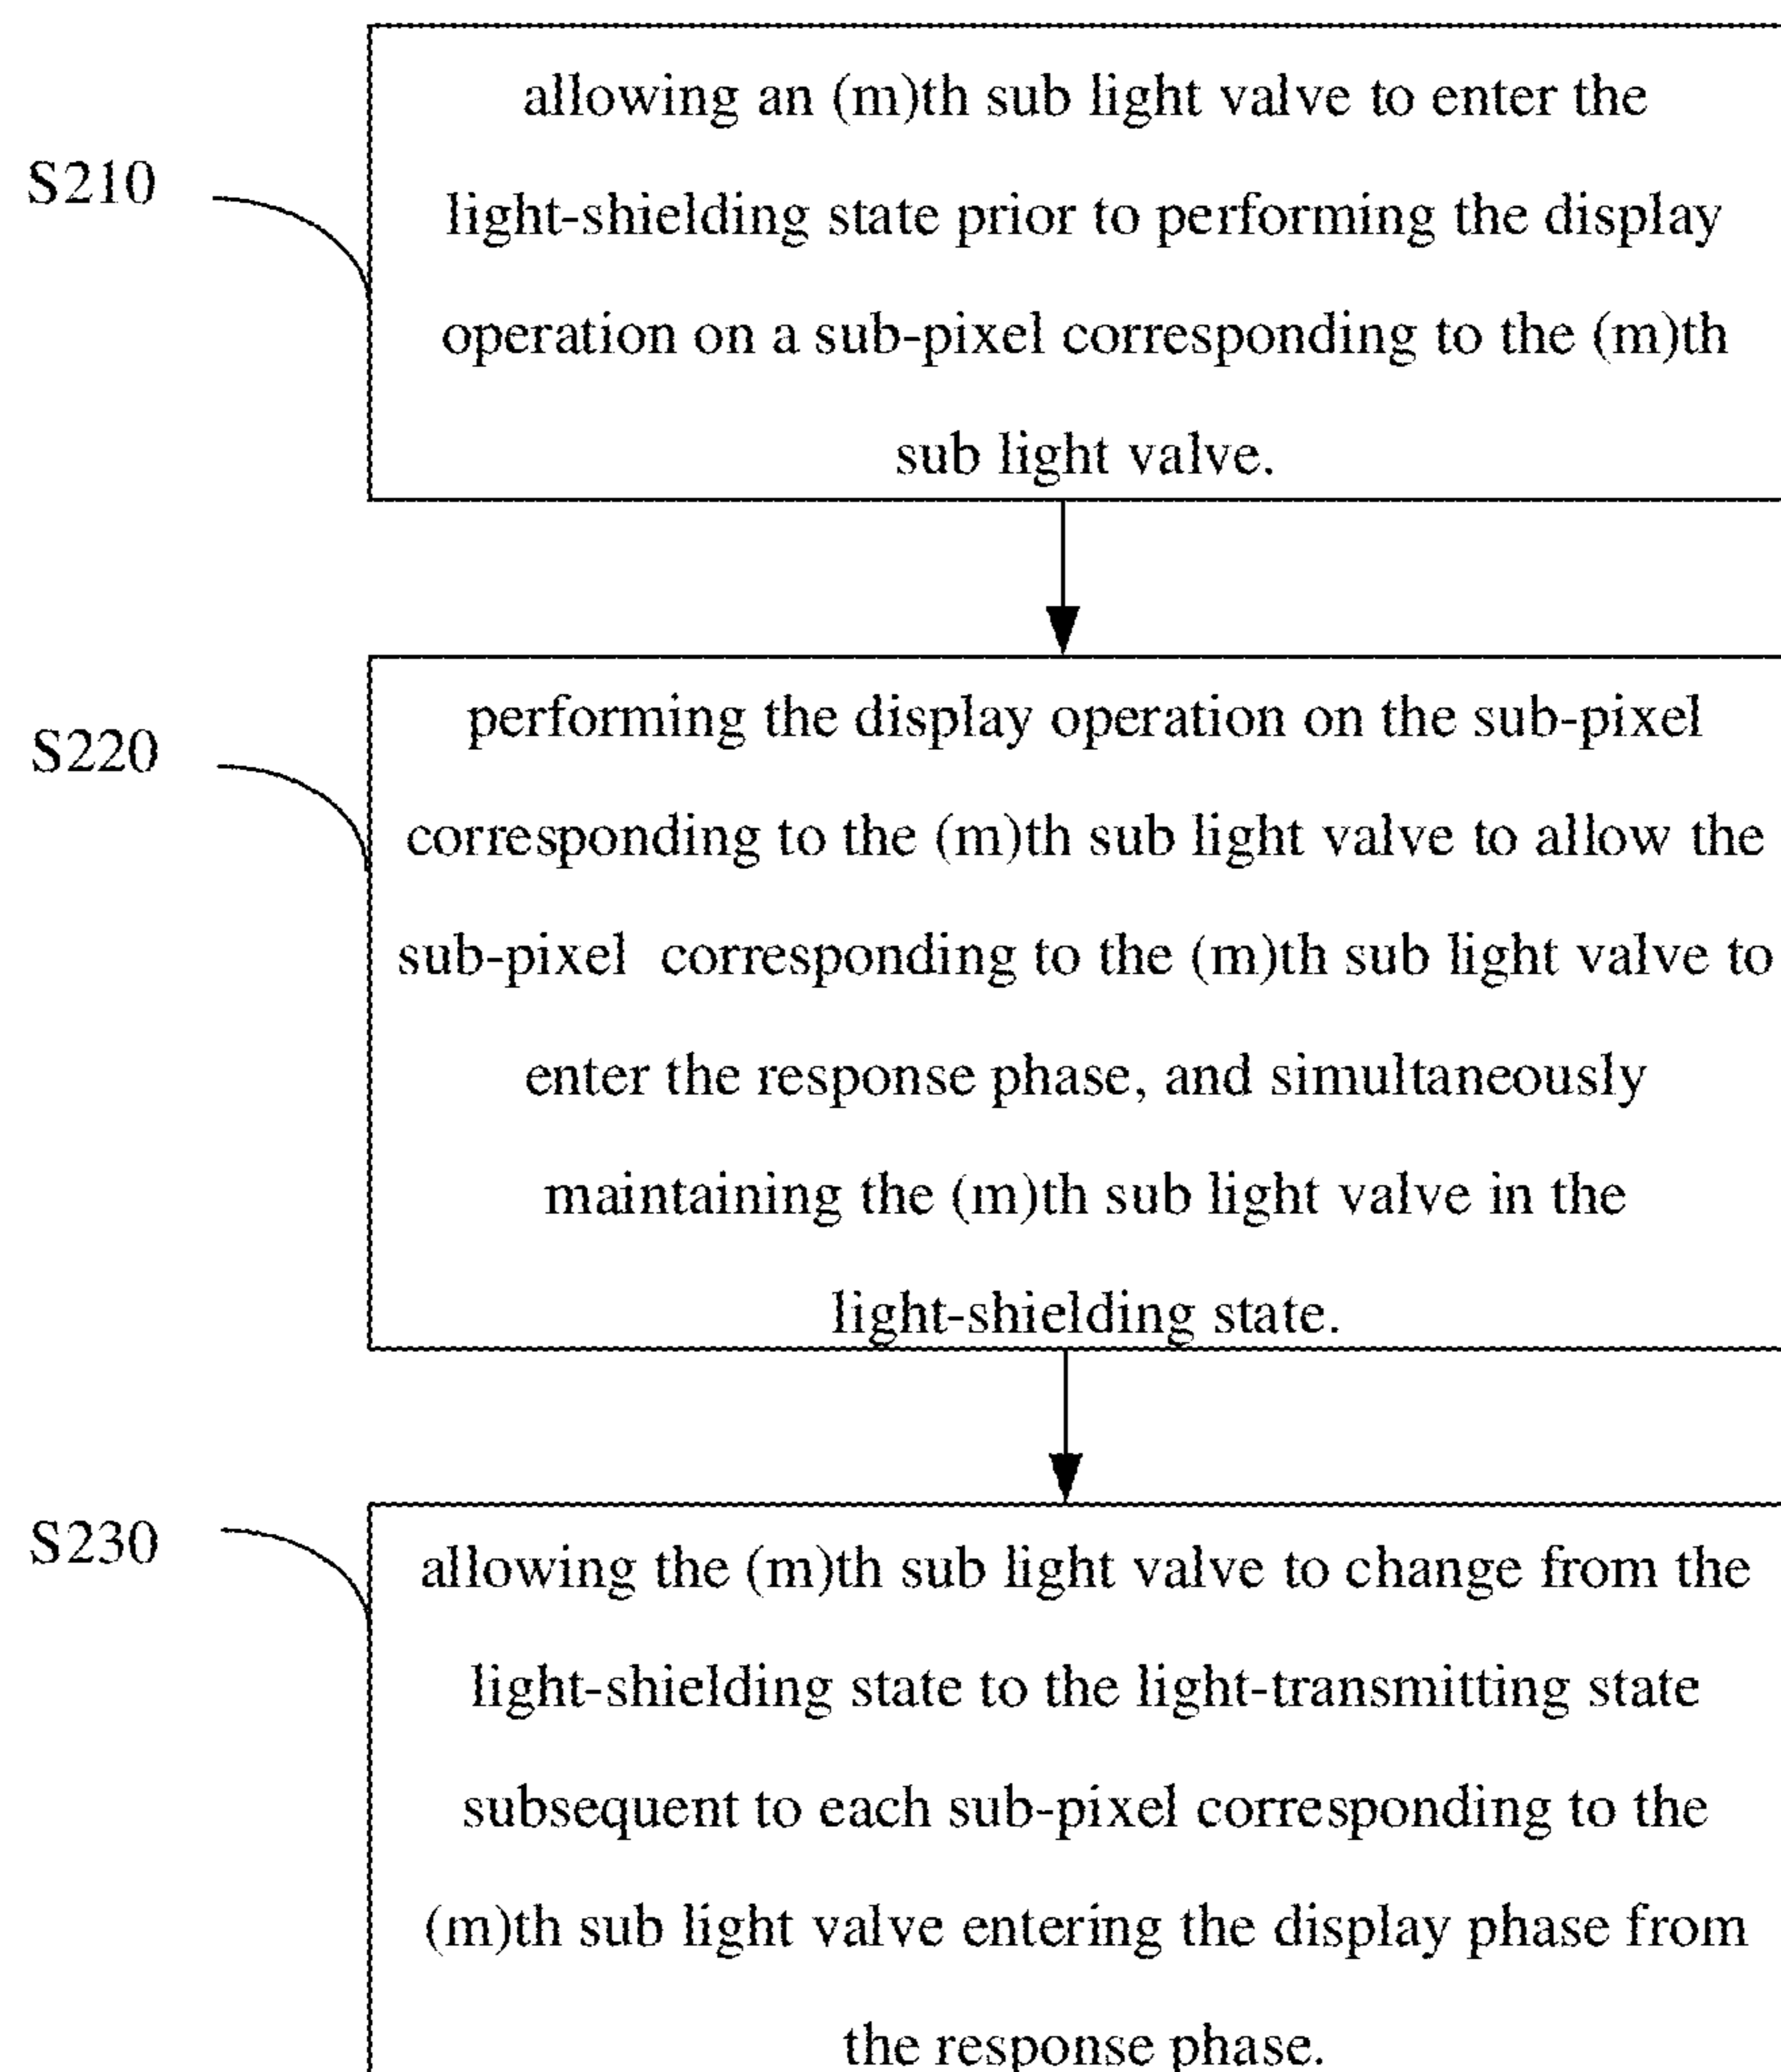 S210
allowing an (m)th sub light valve to enter the
light-shielding state prior to performing the display
operation on a sub-pixel corresponding to the (m)th
sub light valve.
S220
performing the display operation on the sub-pixel
corresponding to the (m)th sub light valve to allow the
sub-pixel corresponding to the (m)th sub light valve to
enter the response phase, and simultaneously
maintaining the (m)th sub light valve in the
light-shielding state.
S230
allowing the (m)th sub light valve to change from the
light-shielding state to the light-transmitting state
subsequent to each sub-pixel corresponding to the
(m)th sub light valve entering the display phase from
the response phase.